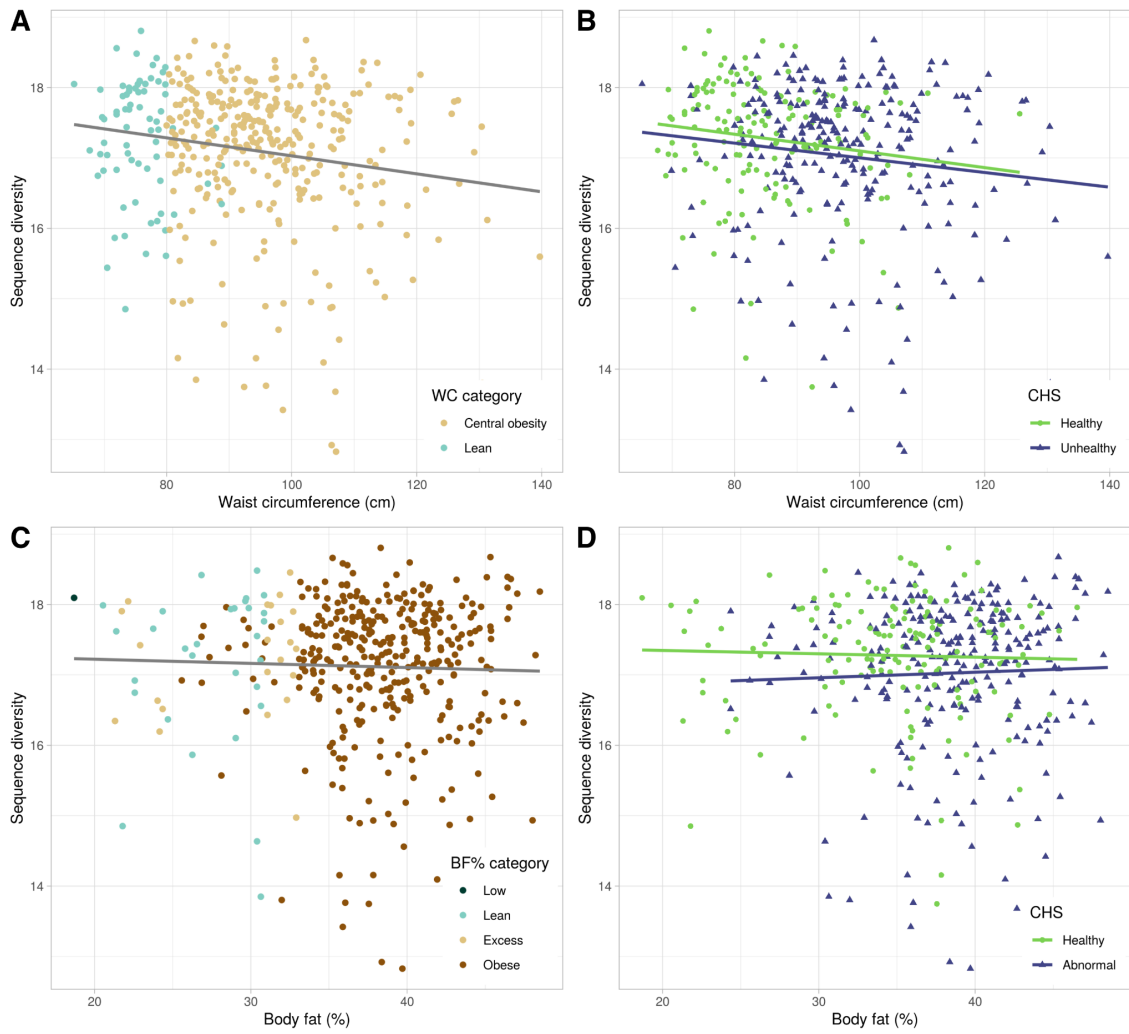 A
18
16
14
Sequence diversity
WC category
Central obesity
Lean
80
100
120
140
Waist circumference (cm)
B
18
16
14
Sequence diversity
CHS
Healthy
Unhealthy
80
100
120
140
Waist circumference (cm)
C
18
16
14
Sequence diversity
BF% category
Low
Lean
Excess
Obese
20
30
40
Body fat (%)
D
18
16
14
Sequence diversity
CHS
Healthy
Abnormal
20
30
40
Body fat (%)